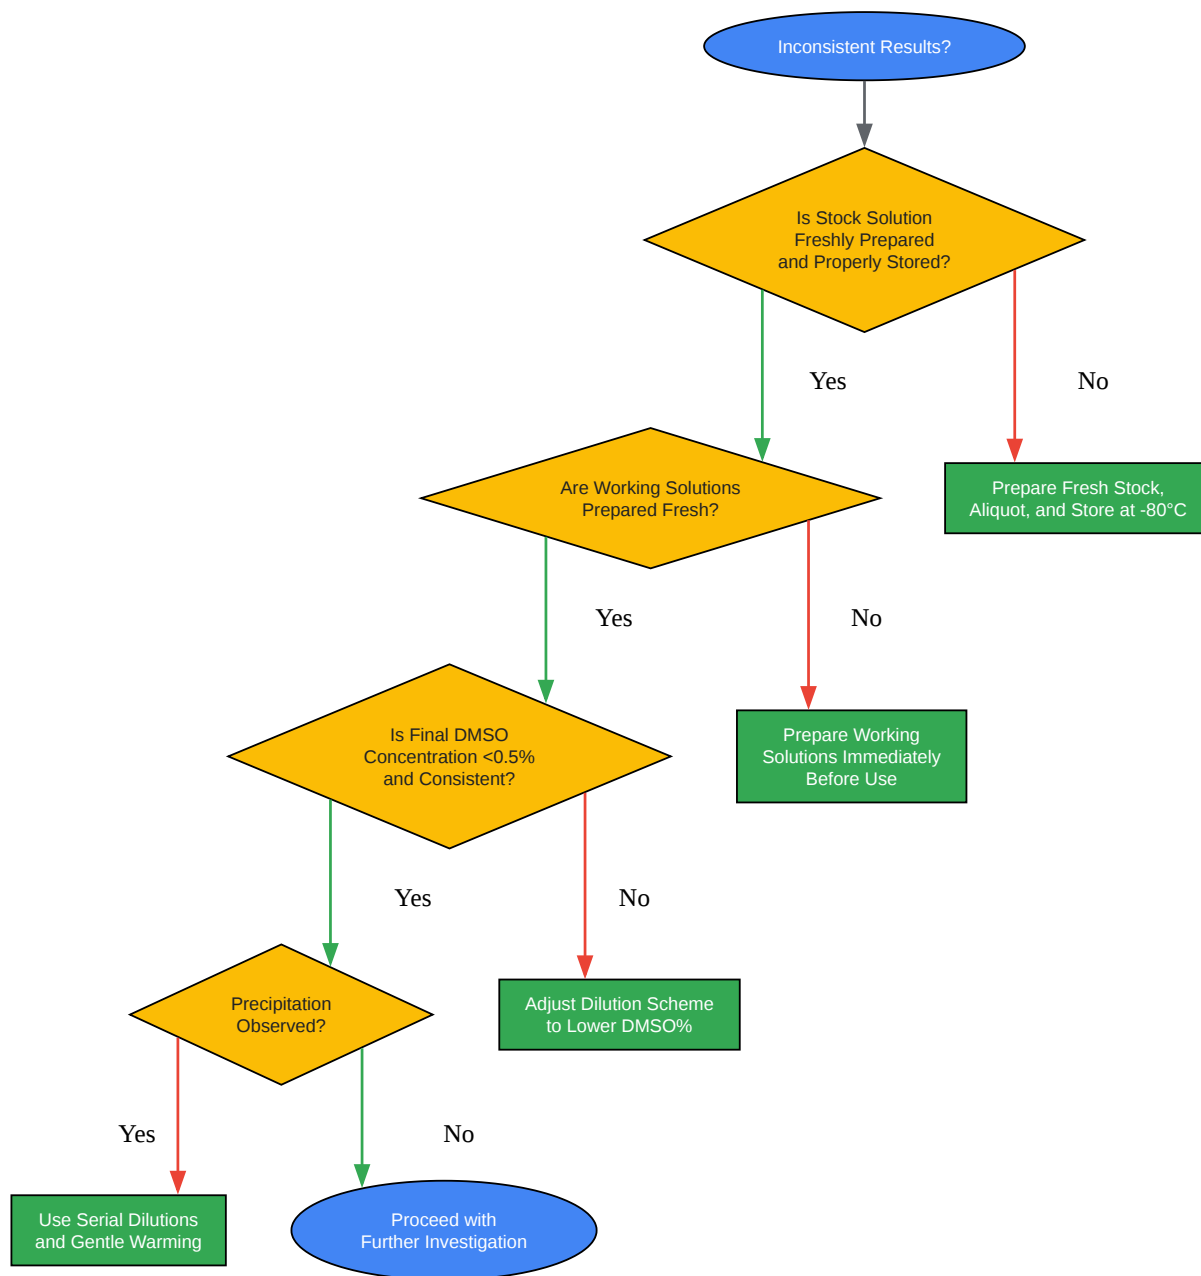 Inconsistent Results?
Is Stock Solution
Freshly Prepared
and Properly Stored?
Yes
No
Are Working Solutions
Prepared Fresh?
Prepare Fresh Stock,
Aliquot, and Store at -80°C
Yes
No
Is Final DMSO
Concentration <0.5%
and Consistent?
Prepare Working
Solutions Immediately
Before Use
Yes
No
Precipitation
Observed?
Adjust Dilution Scheme
to Lower DMSO%
Yes
No
Use Serial Dilutions
and Gentle Warming
Proceed with
Further Investigation